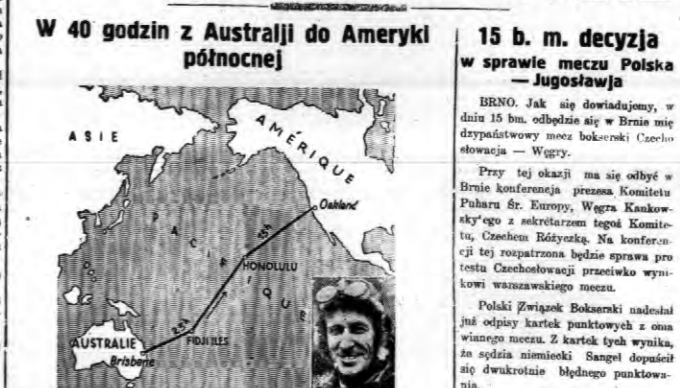 W 40 godzin z Australji do Ameryki
północnej
ASIE
AMÉRIQUE
PACIFIQUE
Oakland
HONOLULU
FIDJI ILES
AUSTRALIE
Brisbane
15 b. m. decyzja
w sprawie meczu Polska
— Jugosławja
BRNO. Jak się dowiadujemy, w
dniu 15 bm. odbędzie się w Brnie mię
dzypaństwowy mecz bokserski Czecho
słowacja — Węgry.
Przy tej okazji ma się odbyć w
Brnie konferencja prezesa Komitetu
Puharu Śr. Europy, Węgra Kankow-
sky'ego z sekretarzem tegoż Komite-
tu, Czechem Różyczką. Na konferen-
cji tej rozpatrzona będzie sprawa pro
testu Czechosłowacji przeciwko wyni-
kowi warszawskiego meczu.
Polski Związek Bokserski nadesłał
już odpisy kartek punktowych z oma
wianego meczu. Z kartek tych wynika,
że sędzia niemiecki Sangel dopuścił
się dwukrotnie błędnego punktowa-
nia